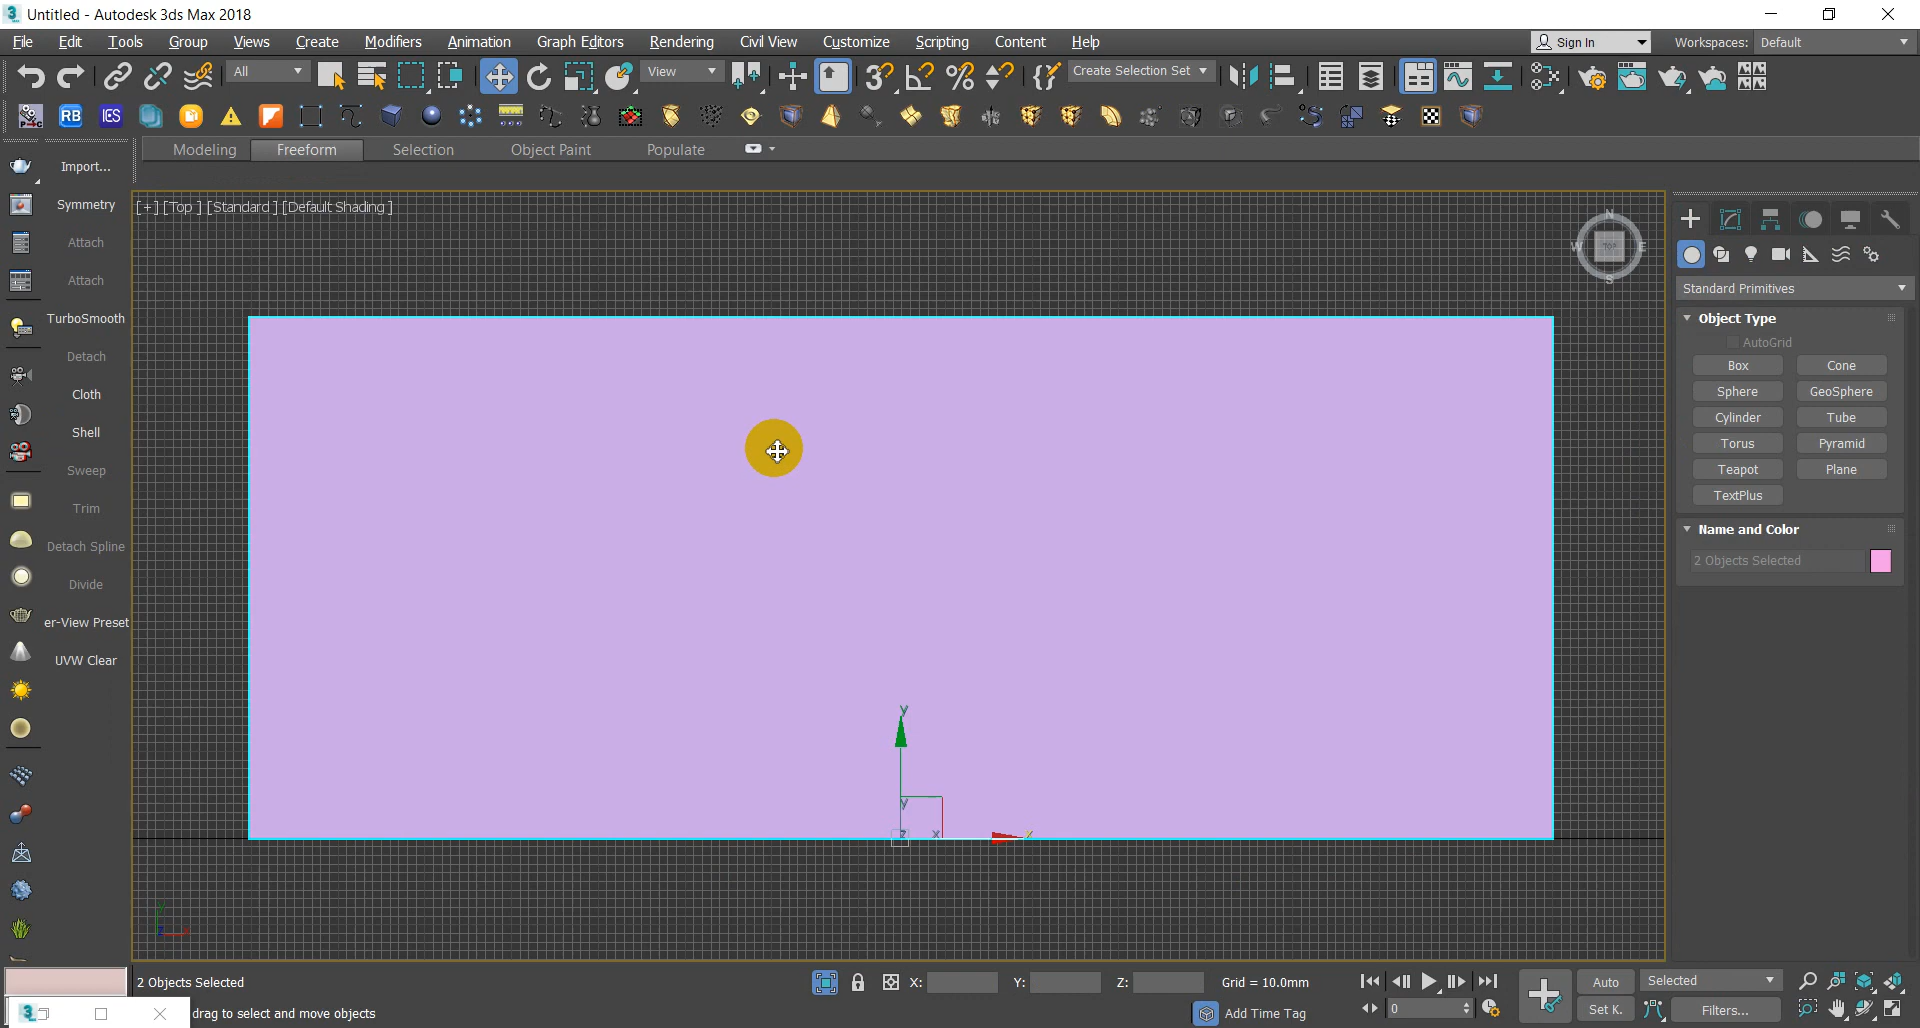 Untitled - Autodesk 3ds Max 2018
File Edit Tools Group Views Create Modifiers Animation Graph Editors Rendering Civil View Customize Scripting Content Help Sign In Workspaces: Default
All View Create Selection Set
RB IES
Modeling Freeform Selection Object Paint Populate
Import...
Symmetry
Attach
Attach
TurboSmooth
Detach
Cloth
Shell
Sweep
Trim
Detach Spline
Divide
er-View Preset
UVW Clear
[+] [Top ] [Standard ] [Default Shading ]
N
W TOP E
S
y
y
z x x
y
z x
Standard Primitives
Object Type
AutoGrid
Box Cone
Sphere GeoSphere
Cylinder Tube
Torus Pyramid
Teapot Plane
TextPlus
Name and Color
2 Objects Selected
2 Objects Selected X: Y: Z: Grid = 10.0mm Auto Selected
drag to select and move objects Add Time Tag 0 Set K. Filters...